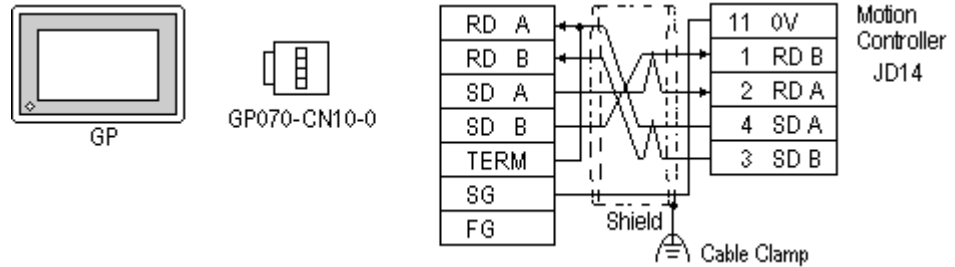 GP
GP070-CN10-0
RD A
RD B
SD A
SD B
TERM
SG
FG
Shield
Cable Clamp
11 0V
1 RD B
2 RD A
4 SD A
3 SD B
Motion
Controller
JD14